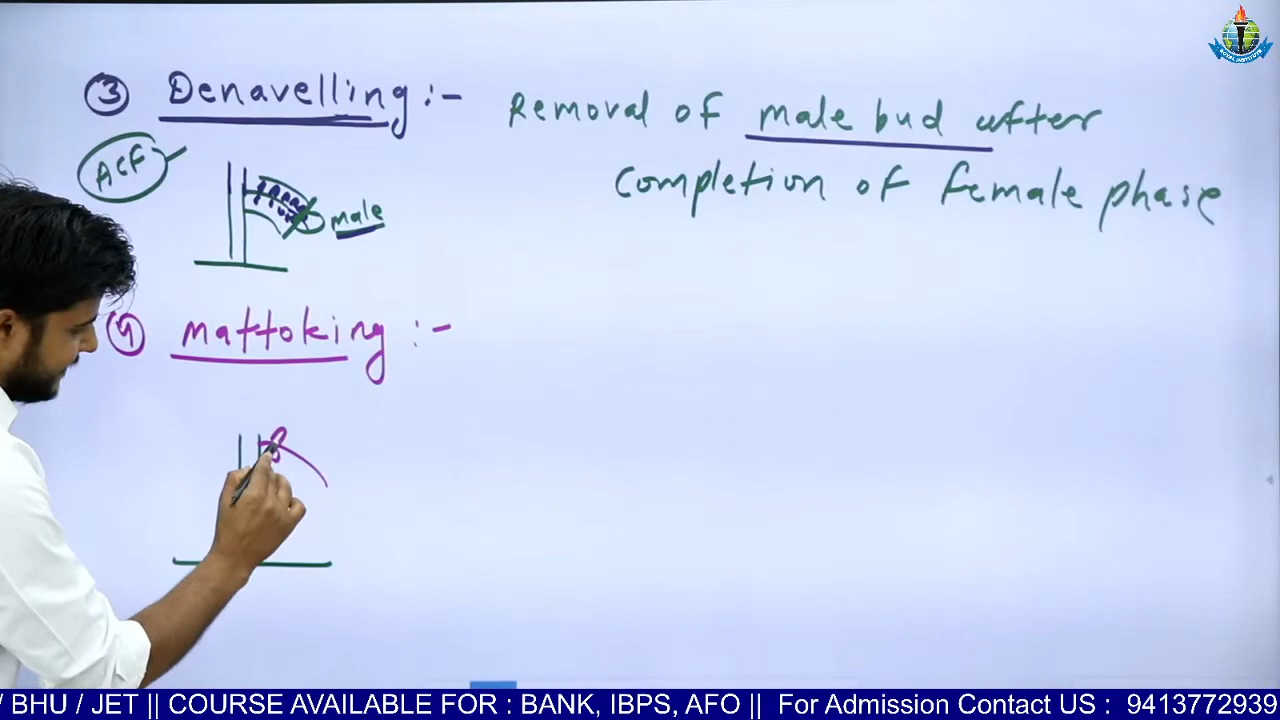 ③ Denavelling :- Removal of male bud after
completion of female phase
ACF
male
④ Mattoking :-
/ BHU / JET || COURSE AVAILABLE FOR : BANK, IBPS, AFO || For Admission Contact US : 9413772939